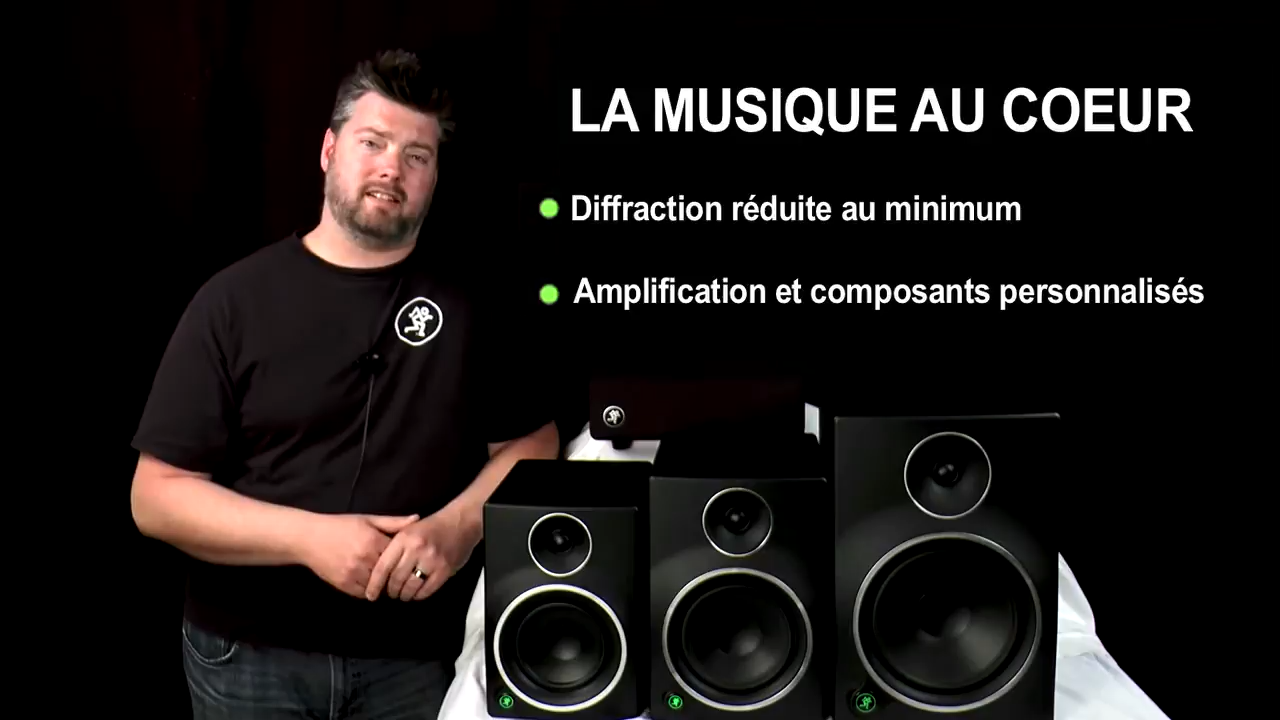 LA MUSIQUE AU COEUR
Diffraction réduite au minimum
Amplification et composants personnalisés